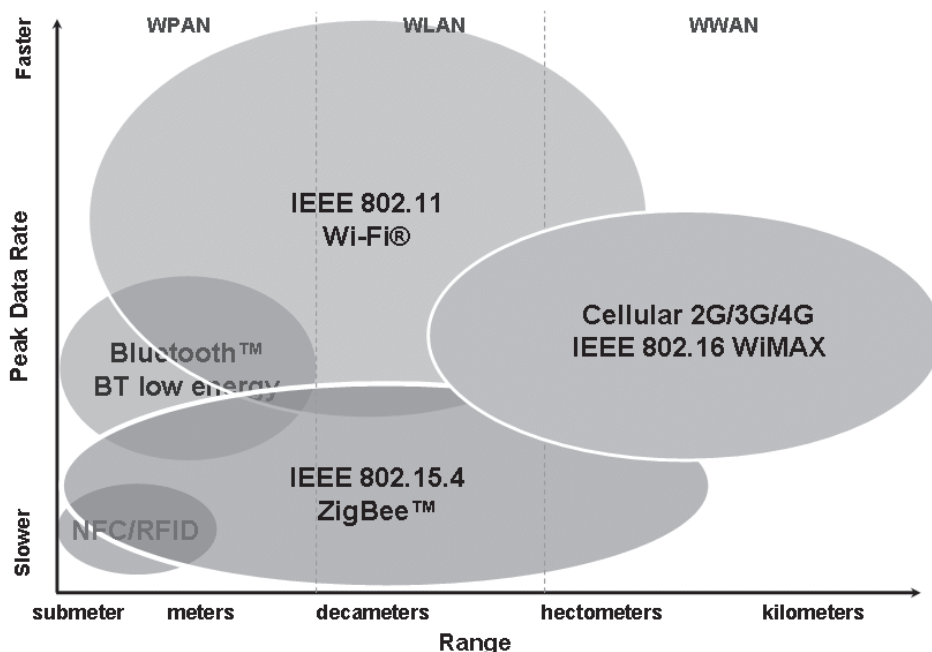 WPAN
WLAN
WWAN
Faster
Peak Data Rate
Slower
IEEE 802.11
Wi-Fi®
Cellular 2G/3G/4G
IEEE 802.16 WiMAX
Bluetooth™
BT low energy
IEEE 802.15.4
ZigBee™
NFC/RFID
submeter
meters
decameters
hectometers
kilometers
Range